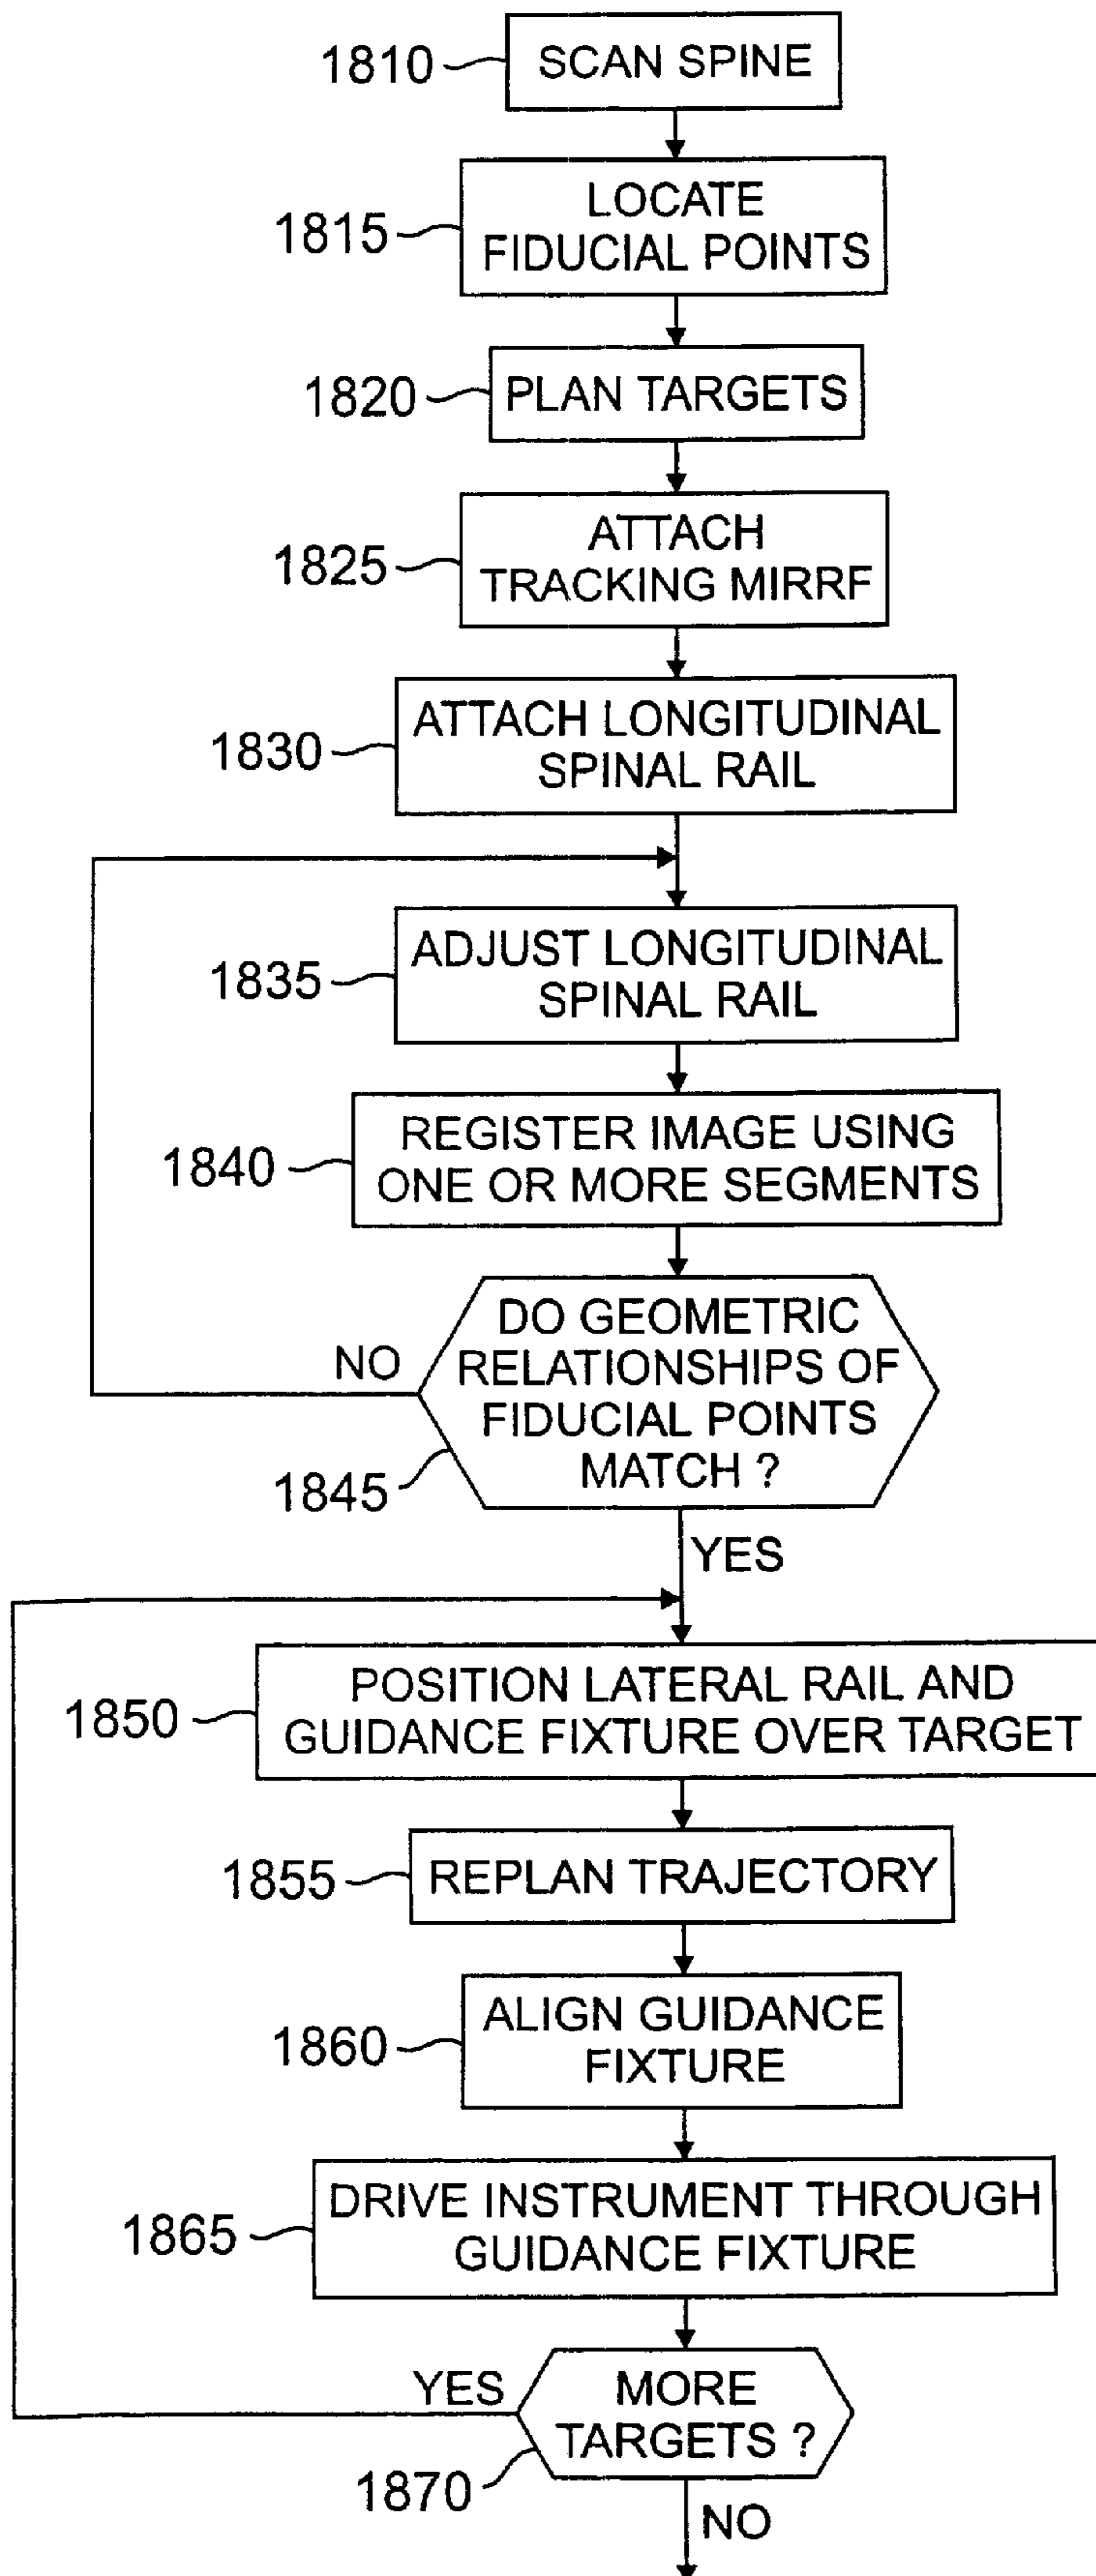 1810
SCAN SPINE
1815
LOCATE
FIDUCIAL POINTS
1820
PLAN TARGETS
1825
ATTACH
TRACKING MIRRF
1830
ATTACH LONGITUDINAL
SPINAL RAIL
1835
ADJUST LONGITUDINAL
SPINAL RAIL
1840
REGISTER IMAGE USING
ONE OR MORE SEGMENTS
NO
DO GEOMETRIC
RELATIONSHIPS OF
FIDUCIAL POINTS
MATCH ?
1845
YES
1850
POSITION LATERAL RAIL AND
GUIDANCE FIXTURE OVER TARGET
1855
REPLAN TRAJECTORY
1860
ALIGN GUIDANCE
FIXTURE
1865
DRIVE INSTRUMENT THROUGH
GUIDANCE FIXTURE
YES
MORE
TARGETS ?
1870
NO